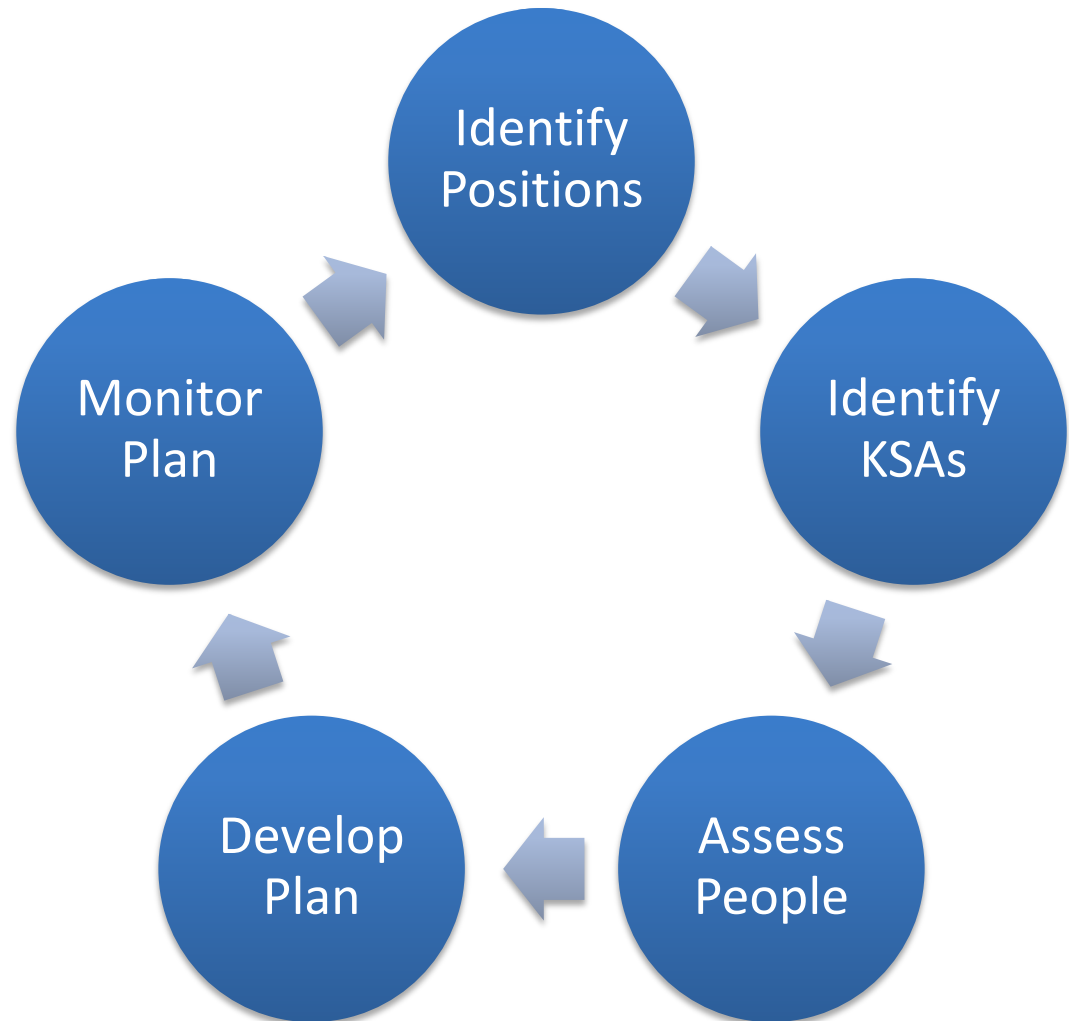 Identify
Positions
Identify
KSAs
Assess
People
Develop
Plan
Monitor
Plan